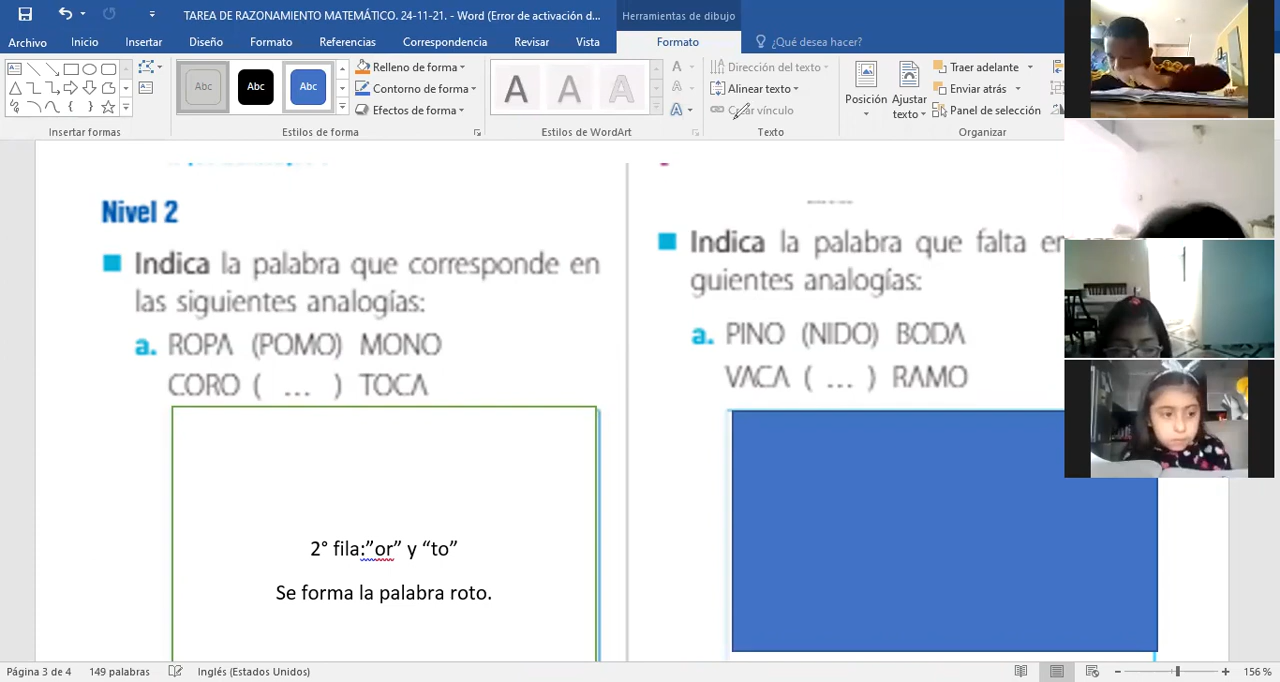 TAREA DE RAZONAMIENTO MATEMÁTICO. 24-11-21. - Word (Error de activación d...
Herramientas de dibujo
Archivo Inicio Insertar Diseño Formato Referencias Correspondencia Revisar Vista Formato ¿Qué desea hacer?
Abc Abc Abc
Relleno de forma
Contorno de forma
Efectos de forma
A A A
A
A
A
Dirección del texto
Alinear texto
Crear vínculo
Posición
Ajustar
texto
Traer adelante
Enviar atrás
Panel de selección
Insertar formas Estilos de forma Estilos de WordArt Texto Organizar
Nivel 2
Indica la palabra que corresponde en
las siguientes analogías:
a. ROPA (POMO) MONO
CORO ( ... ) TOCA
2° fila:”or” y “to”
Se forma la palabra roto.
Indica la palabra que falta en
guientes analogías:
a. PINO (NIDO) BODA
VACA ( ... ) RAMO
Página 3 de 4 149 palabras Inglés (Estados Unidos) 156 %